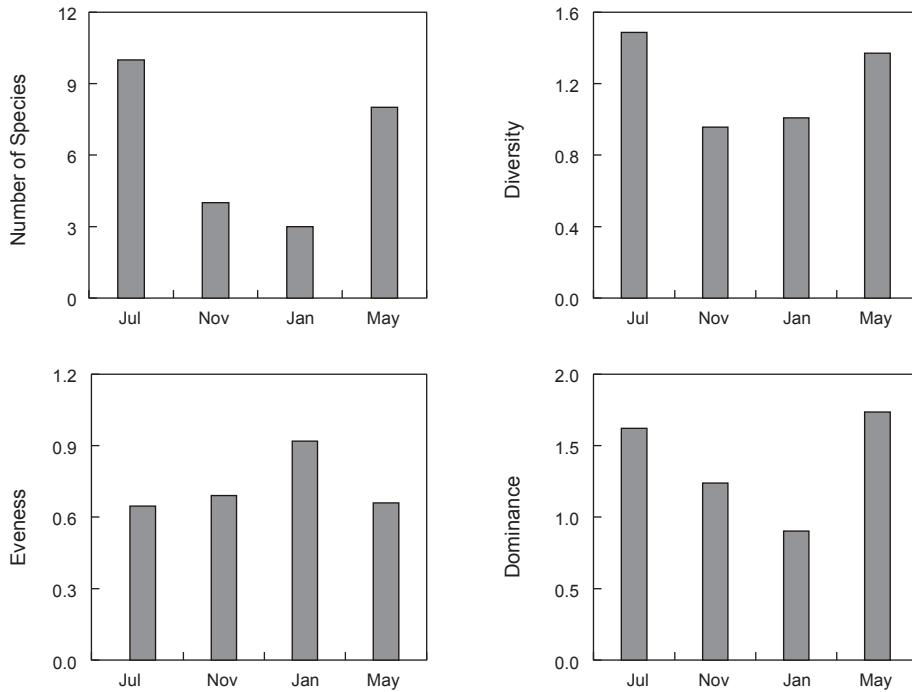 Number of Species
12
9
6
3
0
Jul Nov Jan May
Diversity
1.6
1.2
0.8
0.4
0.0
Jul Nov Jan May
Eveness
1.2
0.9
0.6
0.3
0.0
Jul Nov Jan May
Dominance
2.0
1.5
1.0
0.5
0.0
Jul Nov Jan May